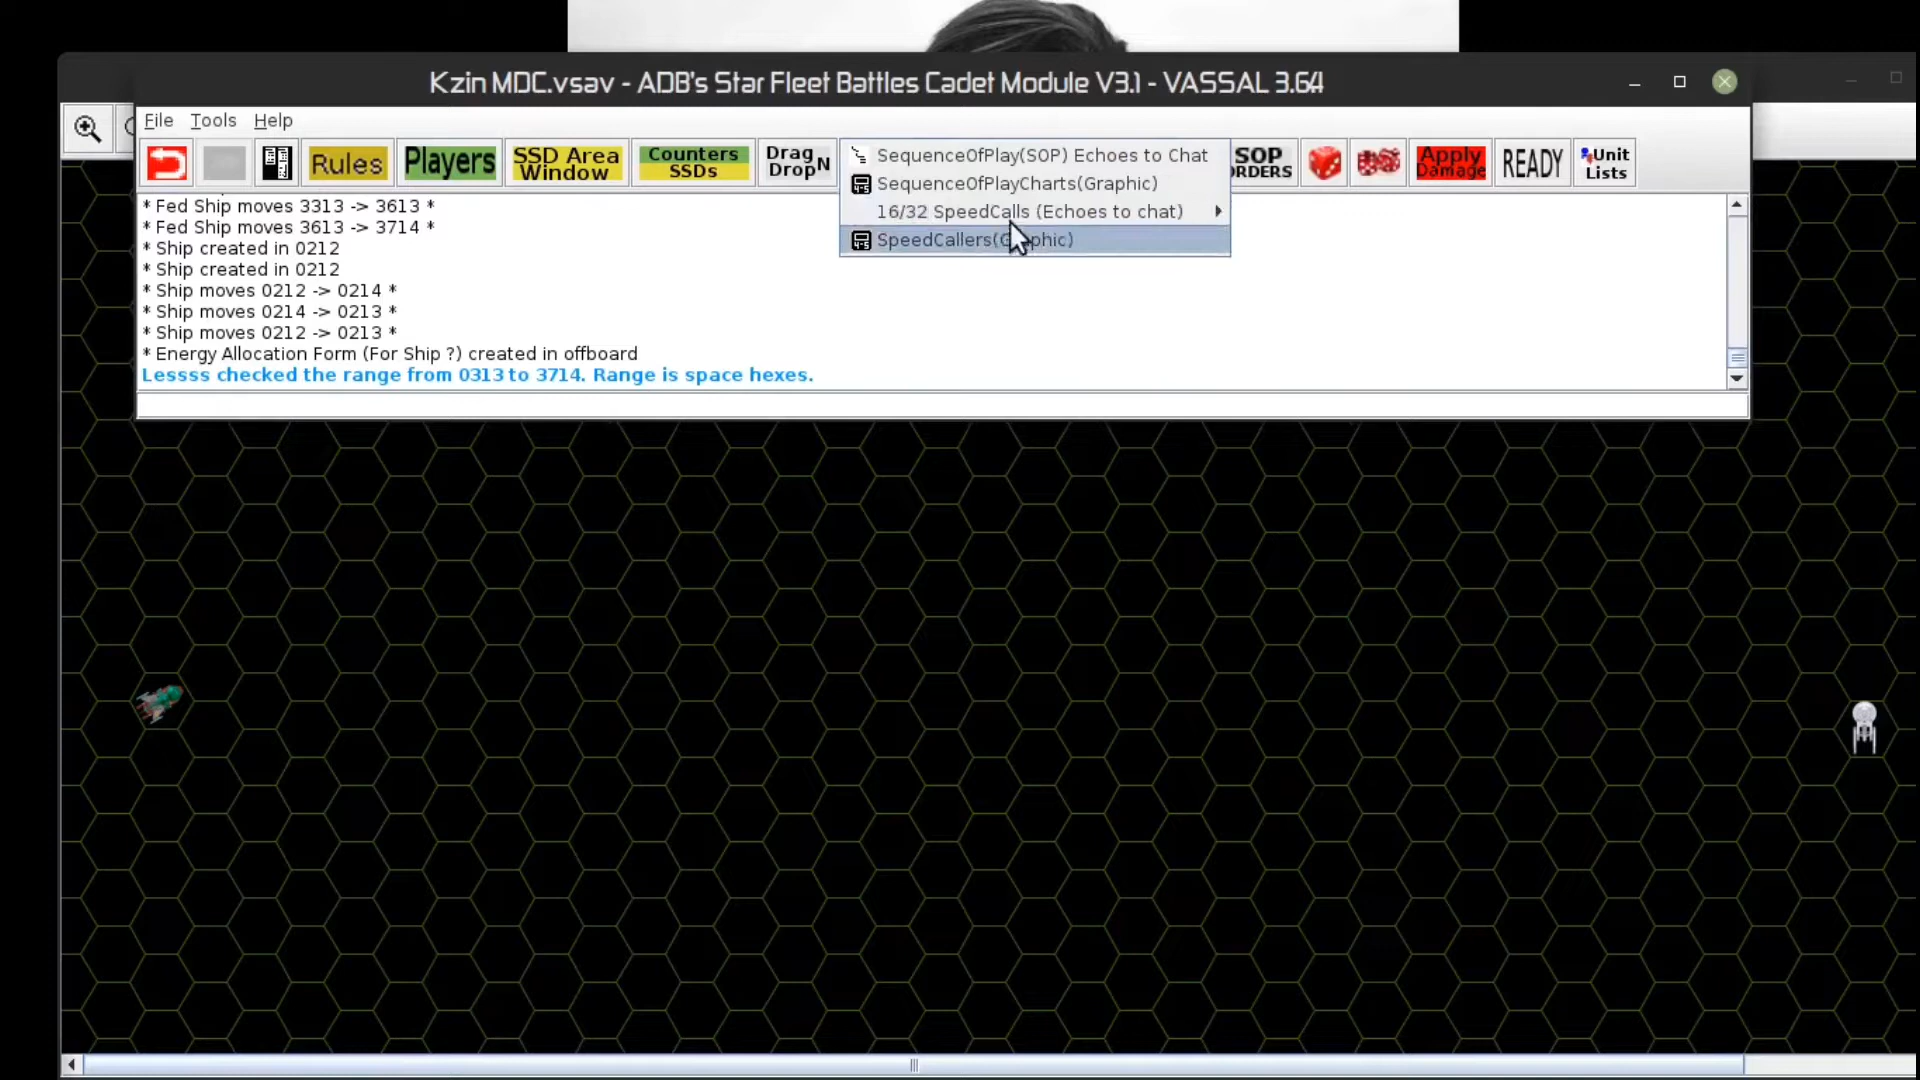 Kzin MDC.vsav - ADB's Star Fleet Battles Cadet Module V3.1 - VASSAL 3.6.4
File Tools Help
Rules
Players
SSD Area
Window
Counters
SSDs
Drag N
Drop
SOP
ORDERS
Apply
Damage
READY
Unit
Lists
SequenceOfPlay(SOP) Echoes to Chat
SequenceOfPlayCharts(Graphic)
16/32 SpeedCalls (Echoes to chat)
SpeedCallers(Graphic)
* Fed Ship moves 3313 -> 3613 *
* Fed Ship moves 3613 -> 3714 *
* Ship created in 0212
* Ship created in 0212
* Ship moves 0212 -> 0214 *
* Ship moves 0214 -> 0213 *
* Ship moves 0212 -> 0213 *
* Energy Allocation Form (For Ship ?) created in offboard
Lessss checked the range from 0313 to 3714. Range is space hexes.